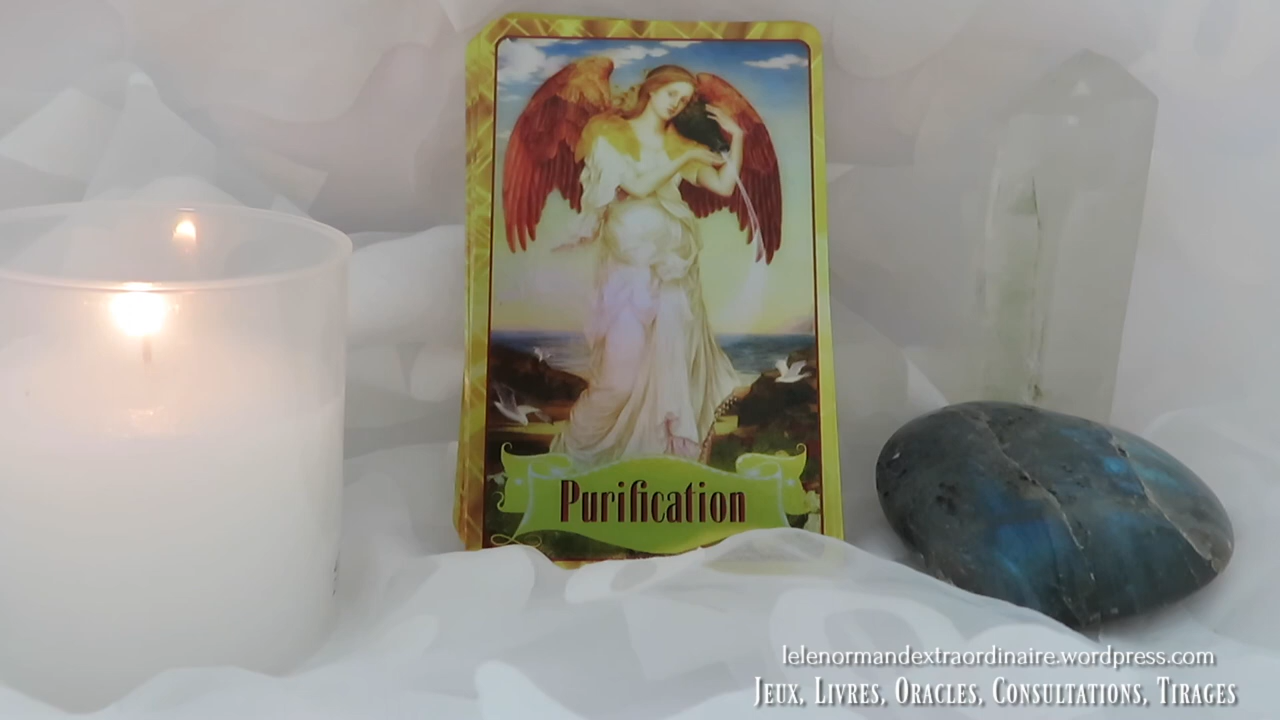 Purification
lelenormandextraordinaire.wordpress.com
Jeux, Livres, Oracles, Consultations, Tirages